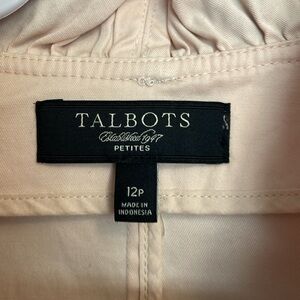 TALBOTS
Established 1947
PETITES
12P
MADE IN
INDONESIA